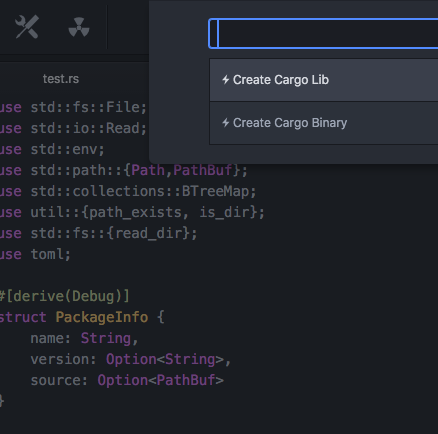 test.rs
Create Cargo Lib
Create Cargo Binary
use std::fs::File;
use std::io::Read;
use std::env;
use std::path::{Path,PathBuf};
use std::collections::BTreeMap;
use util::{path_exists, is_dir};
use std::fs::{read_dir};
use toml;
#[derive(Debug)]
struct PackageInfo {
name: String,
version: Option<String>,
source: Option<PathBuf>
}